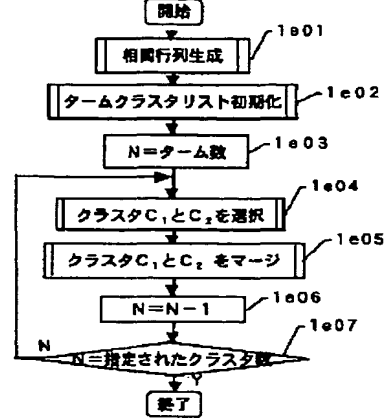 開始
相関行列生成
1e01
タームクラスタリスト初期化
1e02
N=ターム数
1e03
クラスタC₁とC₂を選択
1e04
クラスタC₁とC₂をマージ
1e05
N=N-1
1e06
N=指定されたクラスタ数
1e07
N
Y
終了